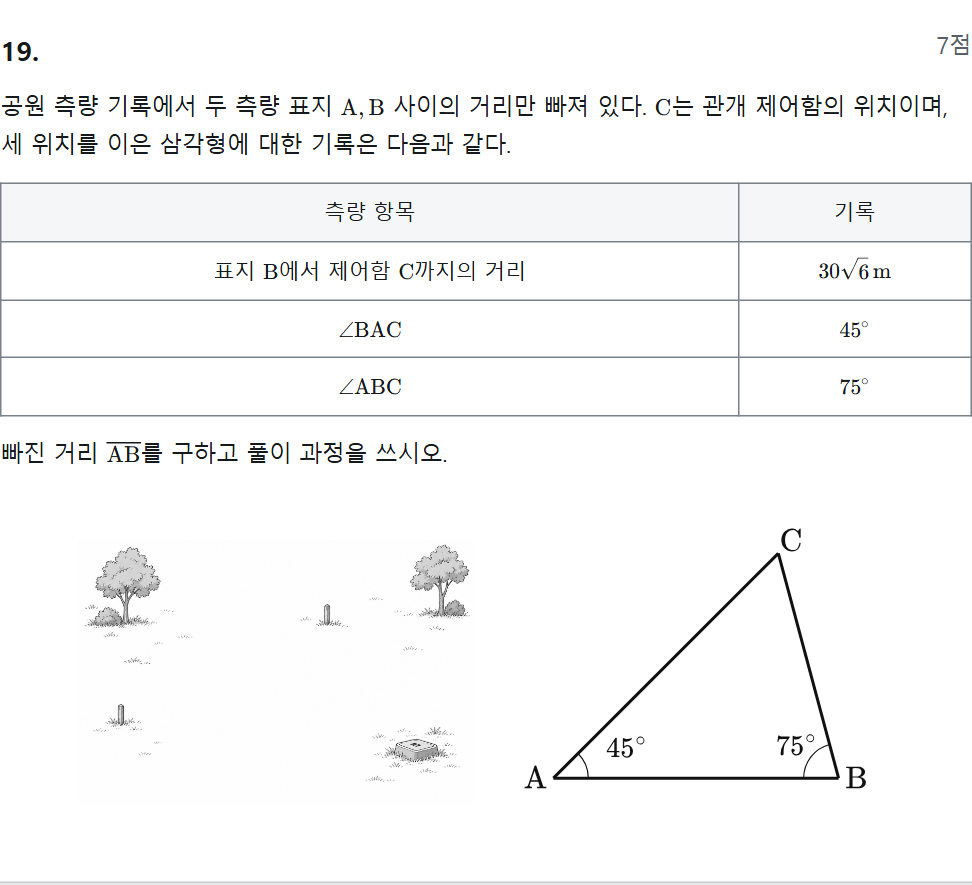 19.
7점
공원 측량 기록에서 두 측량 표지 A, B 사이의 거리만 빠져 있다. C는 관개 제어함의 위치이며,
세 위치를 이은 삼각형에 대한 기록은 다음과 같다.
측량 항목 기록
표지 B에서 제어함 C까지의 거리 30√6 m
∠BAC 45°
∠ABC 75°
빠진 거리 A̅B̅를 구하고 풀이 과정을 쓰시오.
C
45°
75°
A
B